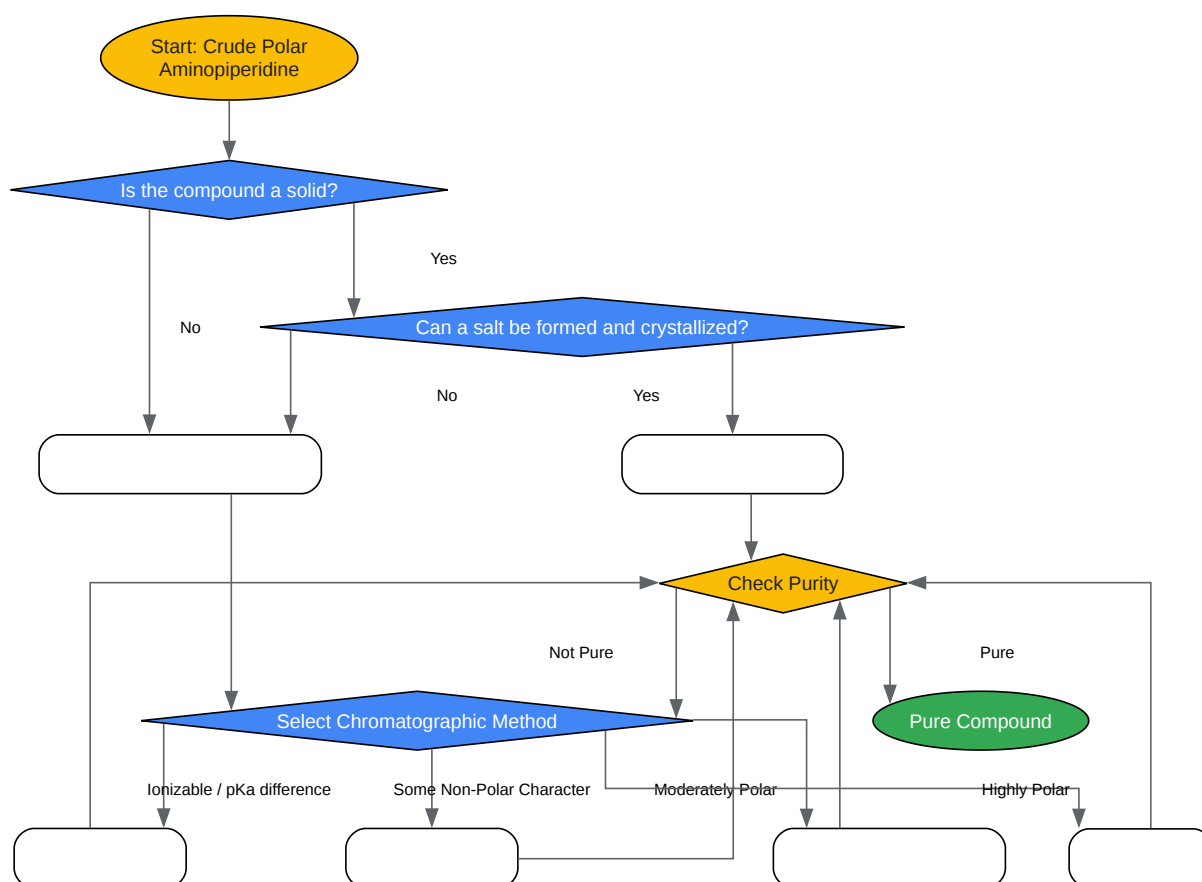 Start: Crude Polar
Aminopiperidine
Is the compound a solid?
Yes
No
Can a salt be formed and crystallized?
No
Yes
Check Purity
Not Pure
Pure
Select Chromatographic Method
Pure Compound
Ionizable / pKa difference
Some Non-Polar Character
Moderately Polar
Highly Polar